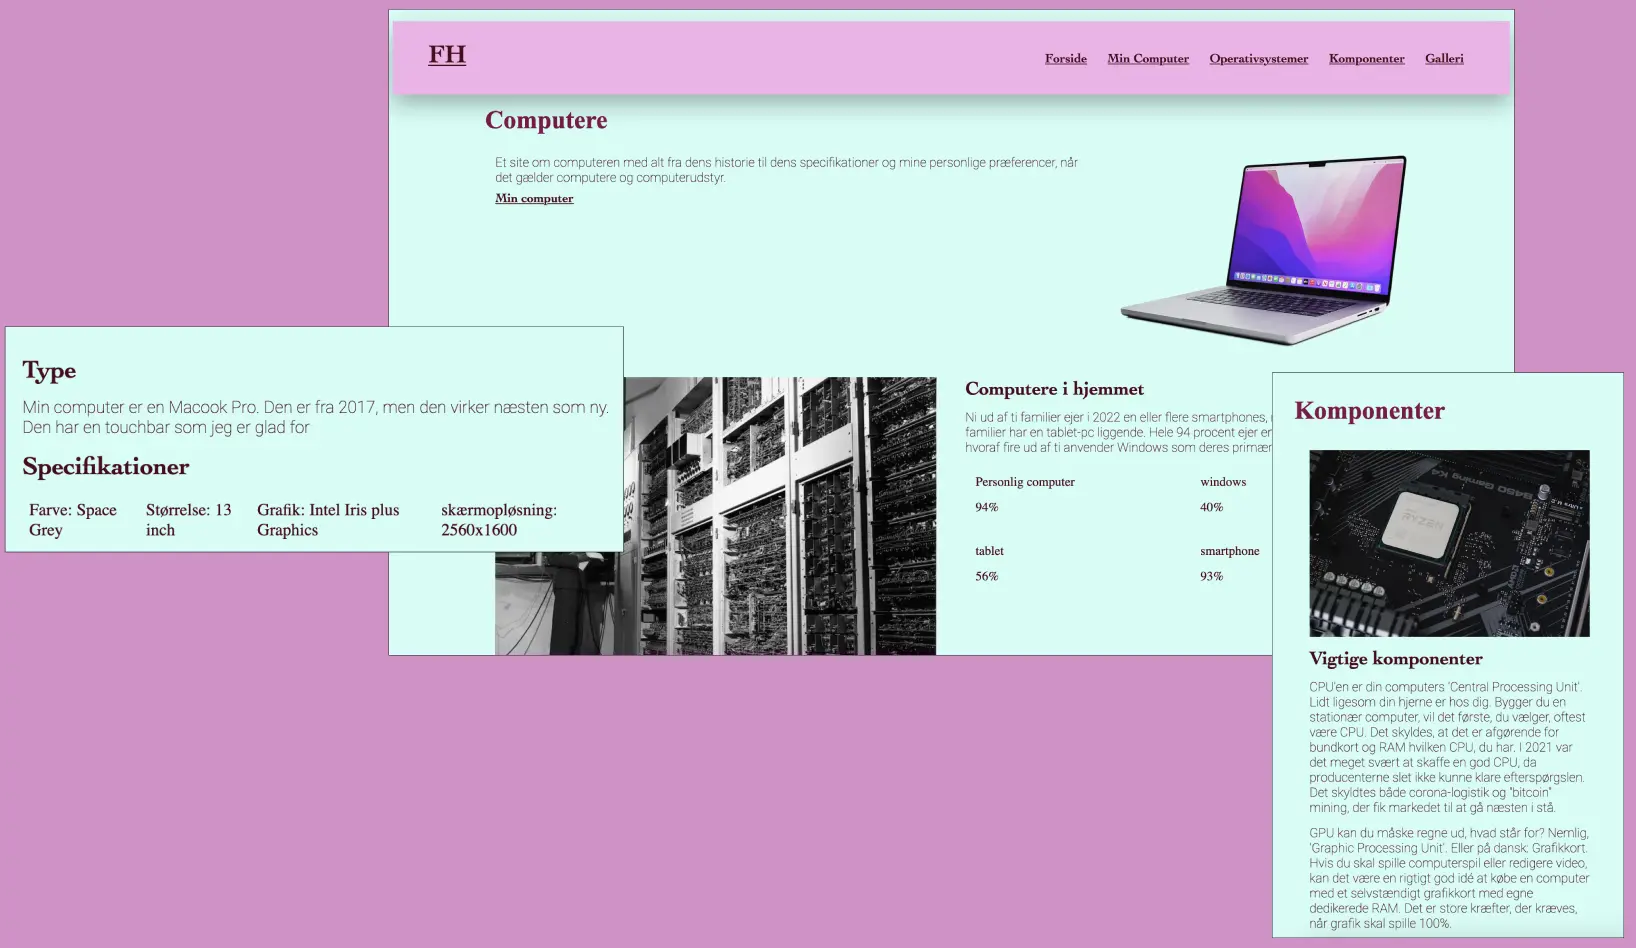 FH
Forside Min Computer Operativsystemer Komponenter Galleri
Computere
Et site om computeren med alt fra dens historie til dens specifikationer og mine personlige præferencer, når
det gælder computere og computerudstyr.
Min computer
Type
Min computer er en Macook Pro. Den er fra 2017, men den virker næsten som ny.
Den har en touchbar som jeg er glad for
Specifikationer
Farve: Space
Grey
Størrelse: 13
inch
Grafik: Intel Iris plus
Graphics
skærmopløsning:
2560x1600
Computere i hjemmet
Ni ud af ti familier ejer i 2022 en eller flere smartphones,
familier har en tablet-pc liggende. Hele 94 procent ejer
hvoraf fire ud af ti anvender Windows som deres
Personlig computer windows
94% 40%
tablet smartphone
56% 93%
Komponenter
RYZEN
Vigtige komponenter
CPU'en er din computers 'Central Processing Unit'.
Lidt ligesom din hjerne er hos dig. Bygger du en
stationær computer, vil det første, du vælger, oftest
være CPU. Det skyldes, at det er afgørende for
bundkort og RAM hvilken CPU, du har. I 2021 var
det meget svært at skaffe en god CPU, da
producenterne slet ikke kunne klare efterspørgslen.
Det skyldtes både corona-logistik og "bitcoin"
mining, der fik markedet til at gå næsten i stå.
GPU kan du måske regne ud, hvad står for? Nemlig,
'Graphic Processing Unit'. Eller på dansk: Grafikkort.
Hvis du skal spille computerspil eller redigere video,
kan det være en rigtigt god idé at købe en computer
med et selvstændigt grafikkort med egne
dedikerede RAM. Det er store kræfter, der kræves,
når grafik skal spille 100%.